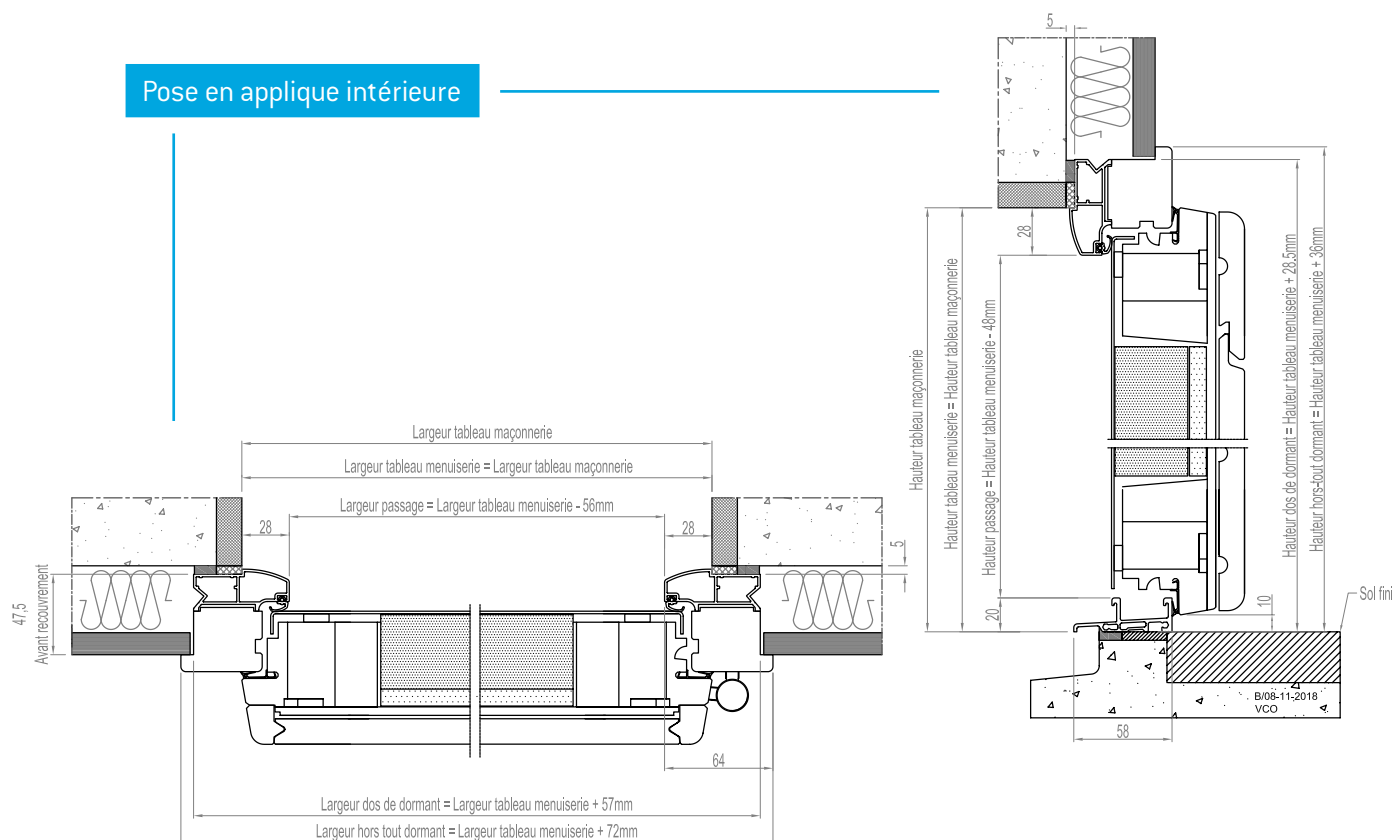 Pose en applique intérieure
5
28
Hauteur tableau maçonnerie
Hauteur tableau menuiserie = Hauteur tableau maçonnerie
Hauteur passage = Hauteur tableau menuiserie - 48mm
Hauteur dos de dormant = Hauteur tableau menuiserie + 28.5mm
Hauteur hors-tout dormant = Hauteur tableau menuiserie + 36mm
20
10
Sol fini
B/08-11-2018
VCO
58
Largeur tableau maçonnerie
Largeur tableau menuiserie = Largeur tableau maçonnerie
Largeur passage = Largeur tableau menuiserie - 56mm
28
28
5
47,5
Avant recouvrement
64
Largeur dos de dormant = Largeur tableau menuiserie + 57mm
Largeur hors tout dormant = Largeur tableau menuiserie + 72mm